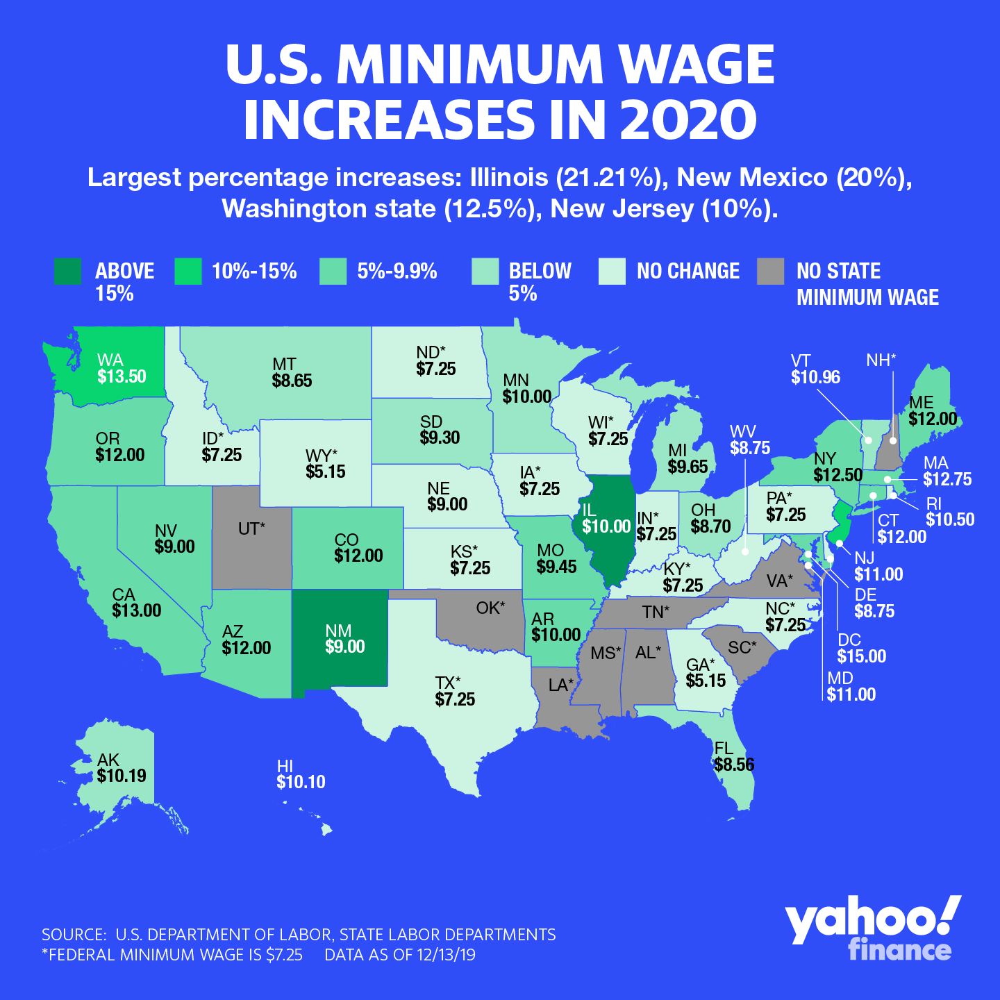 U.S. MINIMUM WAGE
INCREASES IN 2020
Largest percentage increases: Illinois (21.21%), New Mexico (20%),
Washington state (12.5%), New Jersey (10%).
ABOVE
15%
10%-15%
5%-9.9%
BELOW
5%
NO CHANGE
NO STATE
MINIMUM WAGE
WA
$13.50
MT
$8.65
ND*
$7.25
MN
$10.00
VT
$10.96
NH*
ME
$12.00
OR
$12.00
ID*
$7.25
WY*
$5.15
SD
$9.30
WI*
$7.25
MI
$9.65
WV
$8.75
NY
$12.50
MA
$12.75
RI
$10.50
CT
$12.00
NJ
$11.00
DE
$8.75
DC
$15.00
MD
$11.00
NV
$9.00
UT*
CO
$12.00
NE
$9.00
IA*
$7.25
IL
$10.00
IN*
$7.25
OH
$8.70
PA*
$7.25
CA
$13.00
AZ
$12.00
NM
$9.00
KS*
$7.25
MO
$9.45
KY*
$7.25
VA*
OK*
AR
$10.00
TN*
NC*
$7.25
TX*
$7.25
LA*
MS*
AL*
GA*
$5.15
SC*
FL
$8.56
AK
$10.19
HI
$10.10
SOURCE: U.S. DEPARTMENT OF LABOR, STATE LABOR DEPARTMENTS
*FEDERAL MINIMUM WAGE IS $7.25 DATA AS OF 12/13/19
yahoo!
finance